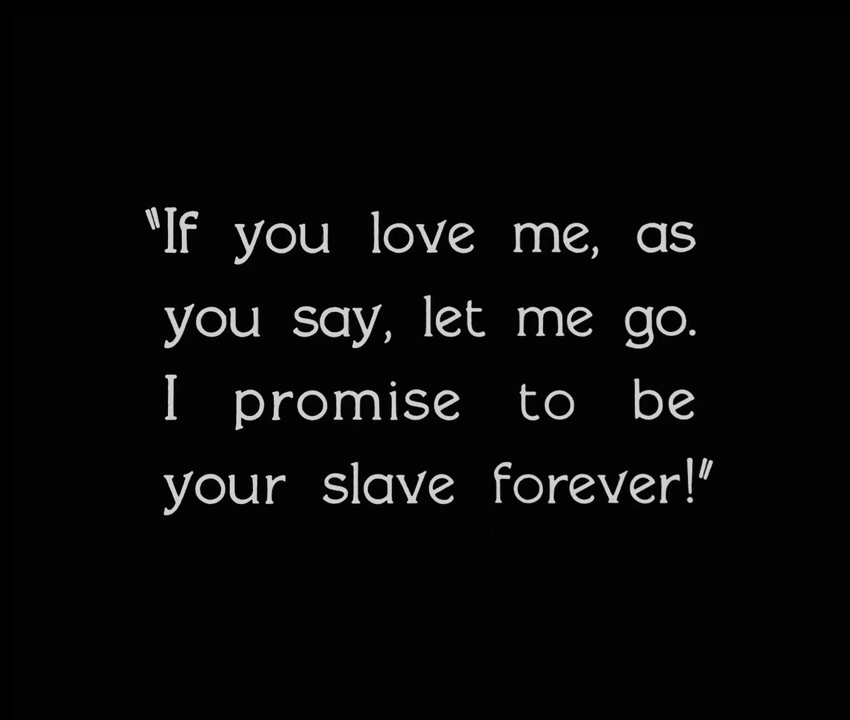 "If you love me, as
you say, let me go.
I promise to be
your slave forever!"